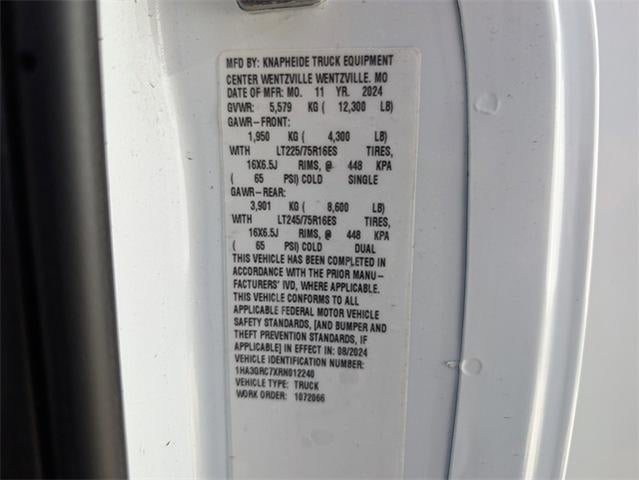 MFD BY: KNAPHEIDE TRUCK EQUIPMENT
CENTER WENTZVILLE WENTZVILLE. MO
DATE OF MFR: MO. 11 YR. 2024
GVWR: 5,579 KG ( 12,300 LB)
GAWR-FRONT:
1,950 KG ( 4,300 LB)
WITH LT225/75R16ES TIRES,
16X6.5J RIMS, @ 448 KPA
( 65 PSI) COLD SINGLE
GAWR-REAR:
3,901 KG ( 8,600 LB)
WITH LT245/75R16ES TIRES,
16X6.5J RIMS, @ 448 KPA
( 65 PSI) COLD DUAL
THIS VEHICLE HAS BEEN COMPLETED IN
ACCORDANCE WITH THE PRIOR MANU-
FACTURERS' IVD, WHERE APPLICABLE.
THIS VEHICLE CONFORMS TO ALL
APPLICABLE FEDERAL MOTOR VEHICLE
SAFETY STANDARDS, [AND BUMPER AND
THEFT PREVENTION STANDARDS, IF
APPLICABLE] IN EFFECT IN: 08/2024
VEHICLE IDENTIFICATION NUMBER:
1HA3GRC7XRN012240
VEHICLE TYPE: TRUCK
WORK ORDER: 1072066